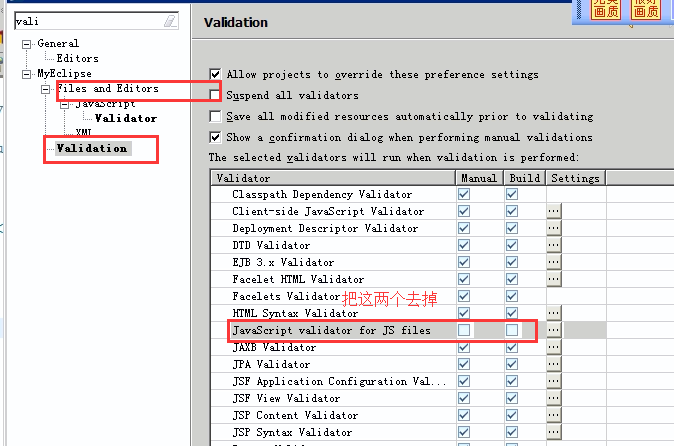 vali
General
Editors
MyEclipse
Files and Editors
JavaScript
Validator
XML
Validation
Validation
画质
画质
Allow projects to override these preference settings
Suspend all validators
Save all modified resources automatically prior to validating
Show a confirmation dialog when performing manual validations
The selected validators will run when validation is performed:
Validator Manual Build Settings
Classpath Dependency Validator
Client-side JavaScript Validator ...
Deployment Descriptor Validator ...
DTD Validator ...
EJB 3.x Validator ...
Facelet HTML Validator ...
Facelets Validator 把这两个去掉
HTML Syntax Validator ...
JavaScript validator for JS files ...
JAXB Validator ...
JPA Validator ...
JSF Application Configuration Val... ...
JSF View Validator ...
JSP Content Validator ...
JSP Syntax Validator ...